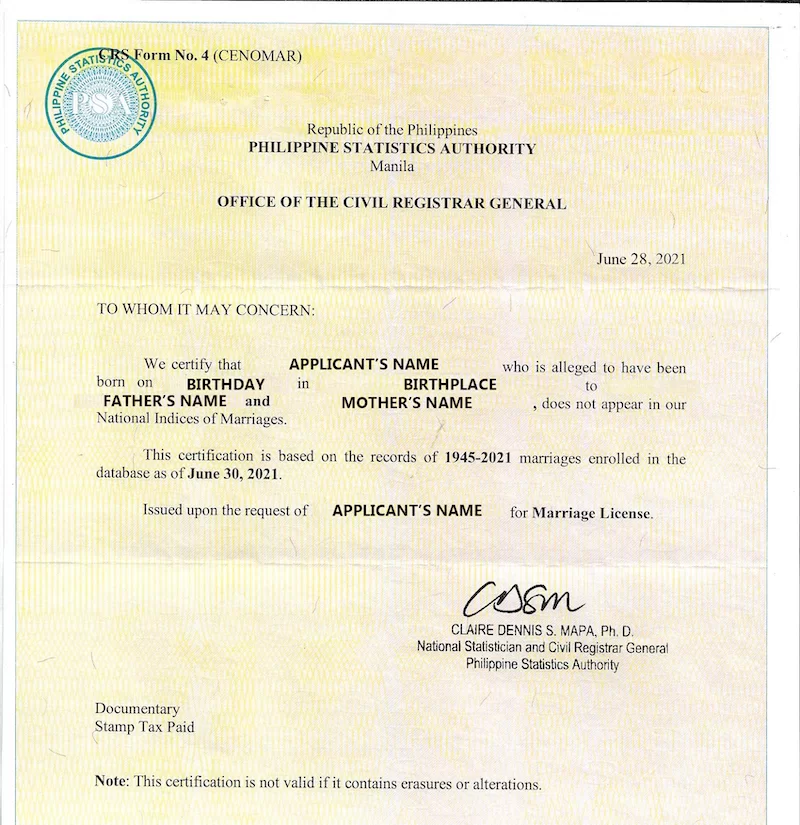 CRS Form No. 4 (CENOMAR)
PHILIPPINE STATISTICS AUTHORITY
PSA
Republic of the Philippines
PHILIPPINE STATISTICS AUTHORITY
Manila
OFFICE OF THE CIVIL REGISTRAR GENERAL
June 28, 2021
TO WHOM IT MAY CONCERN:
We certify that APPLICANT'S NAME who is alleged to have been
born on BIRTHDAY in BIRTHPLACE to
FATHER'S NAME and MOTHER'S NAME , does not appear in our
National Indices of Marriages.
This certification is based on the records of 1945-2021 marriages enrolled in the
database as of June 30, 2021.
Issued upon the request of APPLICANT'S NAME for Marriage License.
CLAIRE DENNIS S. MAPA, Ph. D.
National Statistician and Civil Registrar General
Philippine Statistics Authority
Documentary
Stamp Tax Paid
Note: This certification is not valid if it contains erasures or alterations.